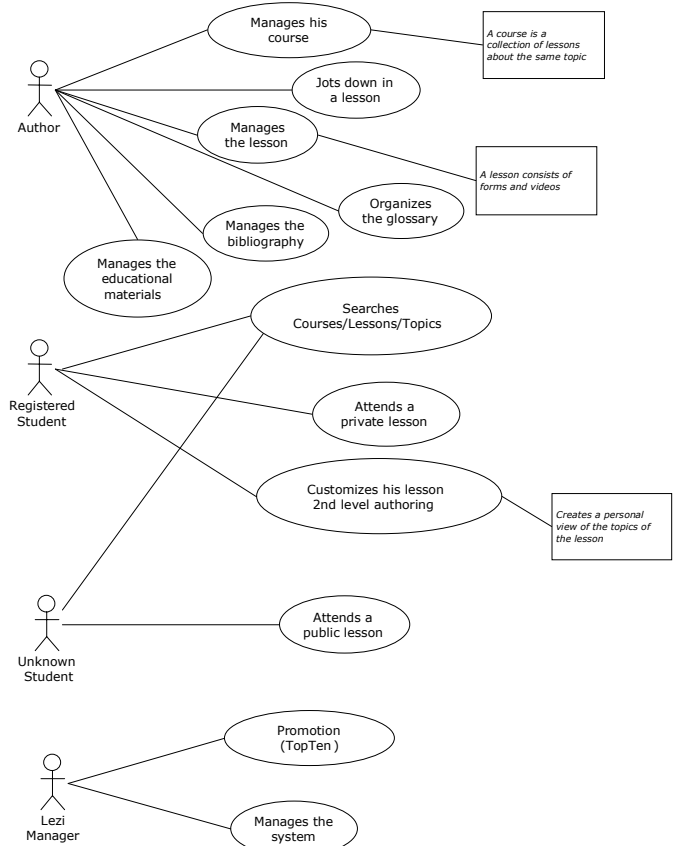 Manages his
course
A course is a
collection of lessons
about the same topic
Jots down in
a lesson
Author
Manages
the lesson
A lesson consists of
forms and videos
Organizes
the glossary
Manages the
bibliography
Manages the
educational
materials
Searches
Courses/Lessons/Topics
Registered
Student
Attends a
private lesson
Customizes his lesson
2nd level authoring
Creates a personal
view of the topics of
the lesson
Attends a
public lesson
Unknown
Student
Promotion
(TopTen )
Lezi
Manager
Manages the
system